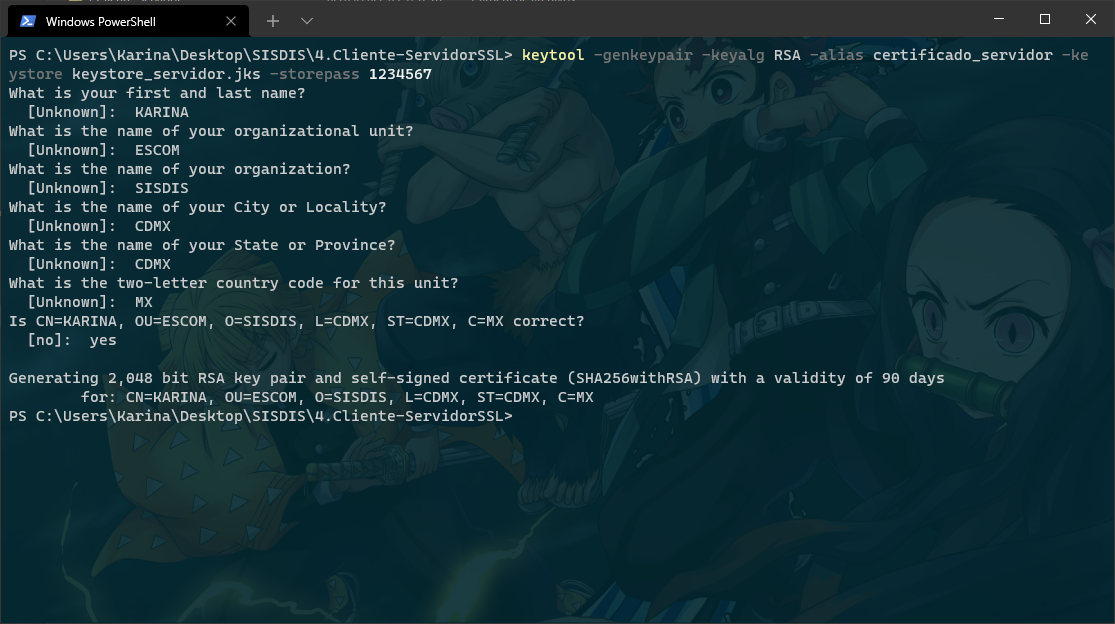 Windows PowerShell
PS C:\Users\Karina\Desktop\SISDIS\4.Cliente-ServidorSSL> keytool -genkeypair -keyalg RSA -alias certificado_servidor -ke
ystore keystore_servidor.jks -storepass 1234567
What is your first and last name?
[Unknown]: KARINA
What is the name of your organizational unit?
[Unknown]: ESCOM
What is the name of your organization?
[Unknown]: SISDIS
What is the name of your City or Locality?
[Unknown]: CDMX
What is the name of your State or Province?
[Unknown]: CDMX
What is the two-letter country code for this unit?
[Unknown]: MX
Is CN=KARINA, OU=ESCOM, O=SISDIS, L=CDMX, ST=CDMX, C=MX correct?
[no]: yes
Generating 2,048 bit RSA key pair and self-signed certificate (SHA256withRSA) with a validity of 90 days
for: CN=KARINA, OU=ESCOM, O=SISDIS, L=CDMX, ST=CDMX, C=MX
PS C:\Users\Karina\Desktop\SISDIS\4.Cliente-ServidorSSL>